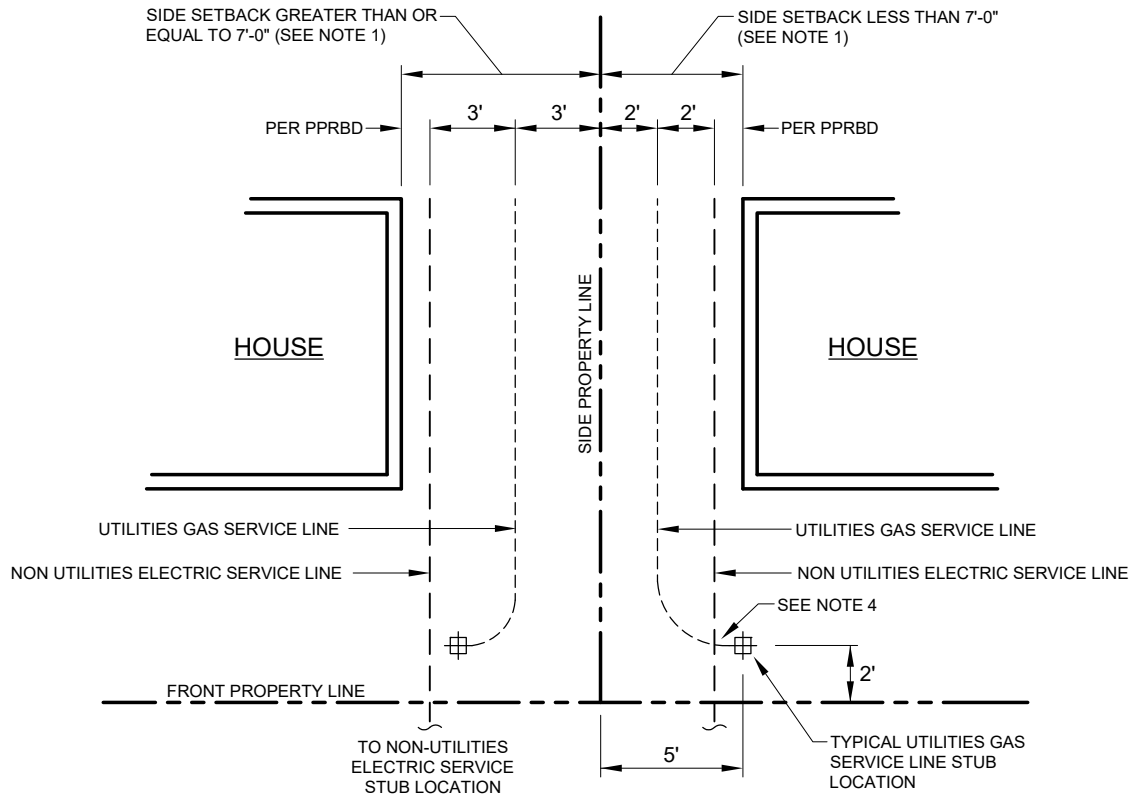 SIDE SETBACK GREATER THAN OR
EQUAL TO 7'-0" (SEE NOTE 1)
SIDE SETBACK LESS THAN 7'-0"
(SEE NOTE 1)
3'
3'
2'
2'
PER PPRBD
PER PPRBD
SIDE PROPERTY LINE
HOUSE
HOUSE
UTILITIES GAS SERVICE LINE
UTILITIES GAS SERVICE LINE
NON UTILITIES ELECTRIC SERVICE LINE
NON UTILITIES ELECTRIC SERVICE LINE
SEE NOTE 4
2'
FRONT PROPERTY LINE
TO NON-UTILITIES
ELECTRIC SERVICE
STUB LOCATION
5'
TYPICAL UTILITIES GAS
SERVICE LINE STUB
LOCATION